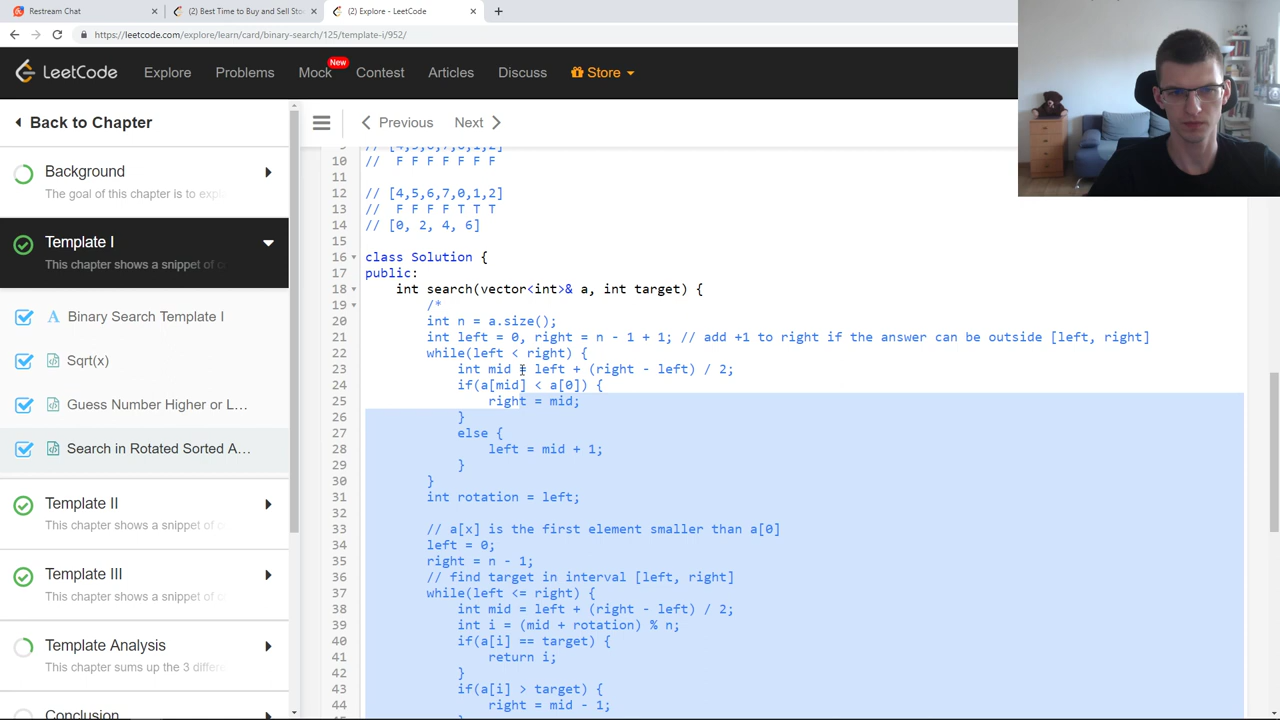 Restream Chat
(2) Best Time to Buy and Sell Sto
(2) Explore - LeetCode
https://leetcode.com/explore/learn/card/binary-search/125/template-i/952/
LeetCode
Explore
Problems
Mock
New
Contest
Articles
Discuss
Store
Back to Chapter
Previous
Next
Background
The goal of this chapter is to expl
Template I
This chapter shows a snippet of c
A Binary Search Template I
Sqrt(x)
Guess Number Higher or L...
Search in Rotated Sorted A...
Template II
This chapter shows a snippet of c
Template III
This chapter shows a snippet of c
Template Analysis
This chapter sums up the 3 differe
Conclusion
9 // [4,5,6,7,0,1,2]
10 // F F F F F F F
11
12 // [4,5,6,7,0,1,2]
13 // F F F F T T T
14 // [0, 2, 4, 6]
15
16 class Solution {
17 public:
18 int search(vector<int>& a, int target) {
19 /*
20 int n = a.size();
21 int left = 0, right = n - 1 + 1; // add +1 to right if the answer can be outside [left, right]
22 while(left < right) {
23 int mid = left + (right - left) / 2;
24 if(a[mid] < a[0]) {
25 right = mid;
26 }
27 else {
28 left = mid + 1;
29 }
30 }
31 int rotation = left;
32
33 // a[x] is the first element smaller than a[0]
34 left = 0;
35 right = n - 1;
36 // find target in interval [left, right]
37 while(left <= right) {
38 int mid = left + (right - left) / 2;
39 int i = (mid + rotation) % n;
40 if(a[i] == target) {
41 return i;
42 }
43 if(a[i] > target) {
44 right = mid - 1;